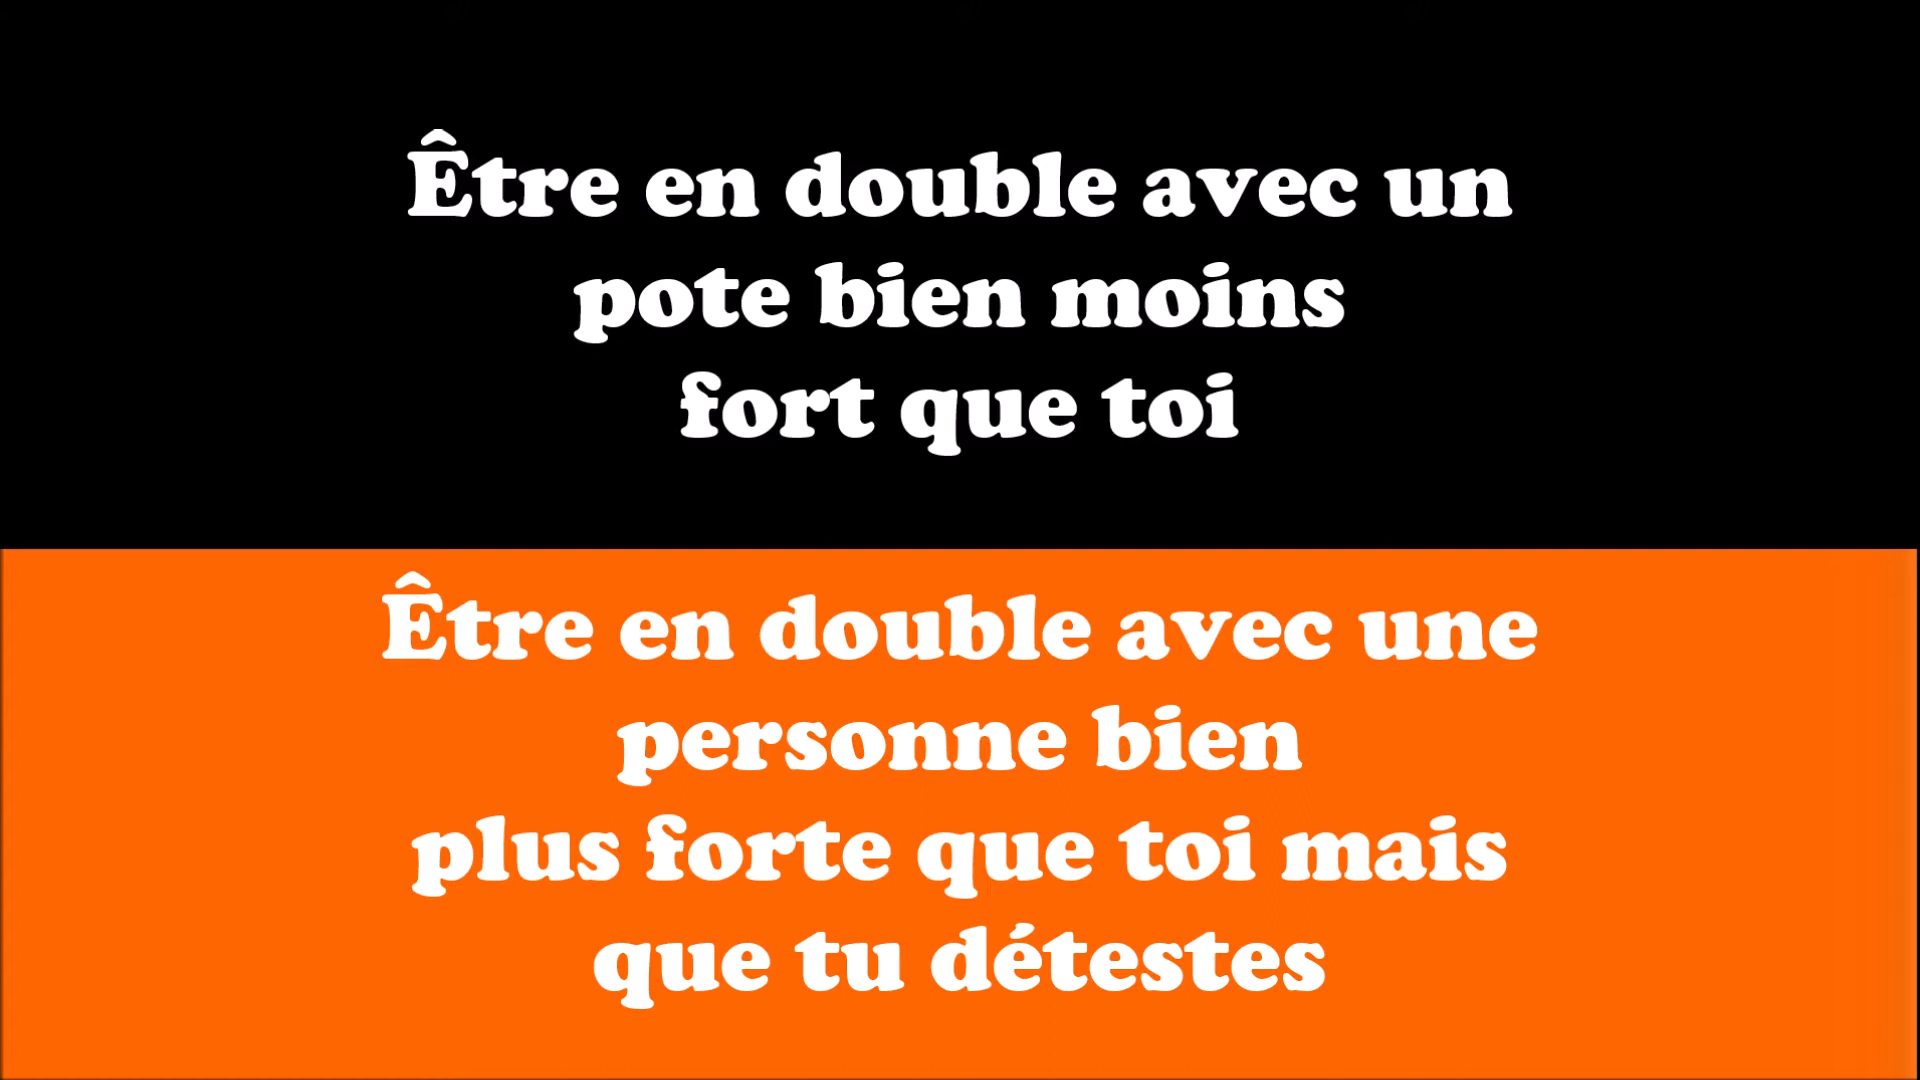 Être en double avec un
pote bien moins
fort que toi
Être en double avec une
personne bien
plus forte que toi mais
que tu détestes